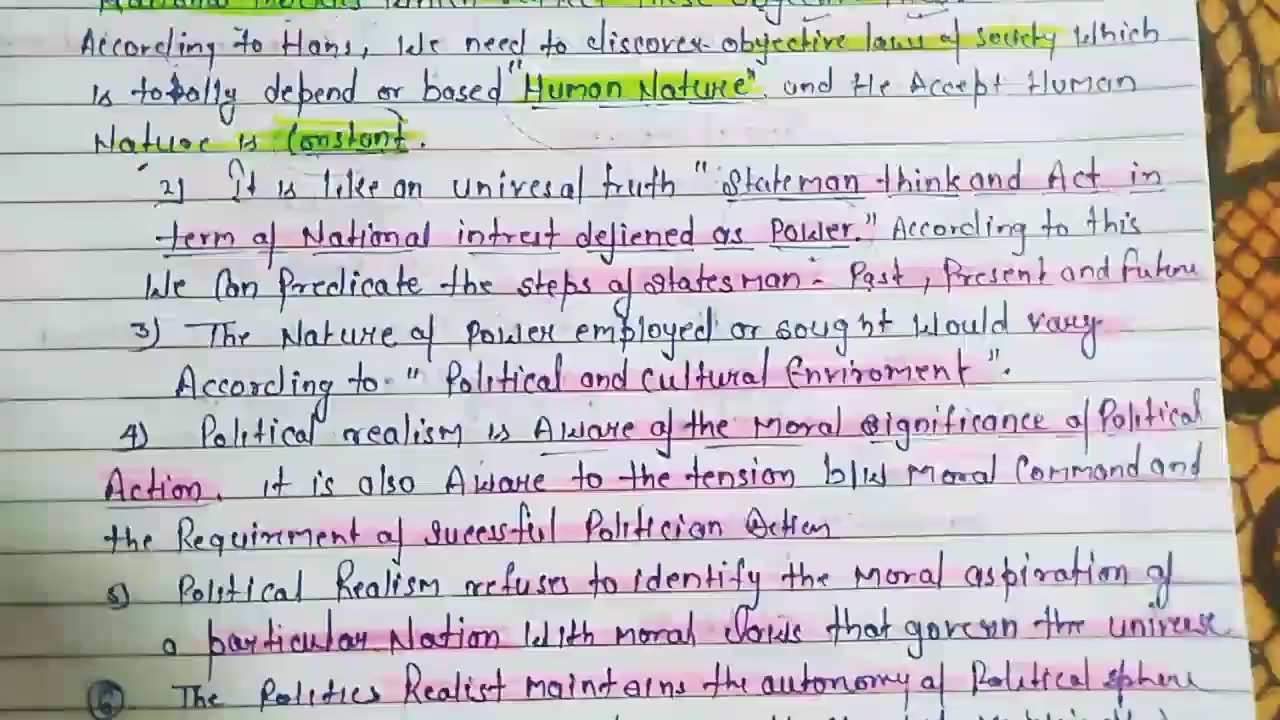 According to Hans, We need to discover objective laws of society Which
is totally depend or based "Human Nature". and He Accept Human
Nature is Constant.
2) It is like an univesal truth "Stateman think and Act in
term of National intrest defiened as Power." According to this
We Can Predicate the steps of statesman:- Past, Present and future
3) The Nature of Power employed or sought Would vary
According to "Political and cultural Enviroment".
4) Political realism is Aware of the moral significance of Political
Action. it is also Aware to the tension b/w Moral Command and
the Requirment of sucessful Politician Action
5) Political Realism refuses to identify the moral aspiration of
a particular Nation With moral that govern the universe
6 The Politics Realist maintains the autonomy of Political sphere